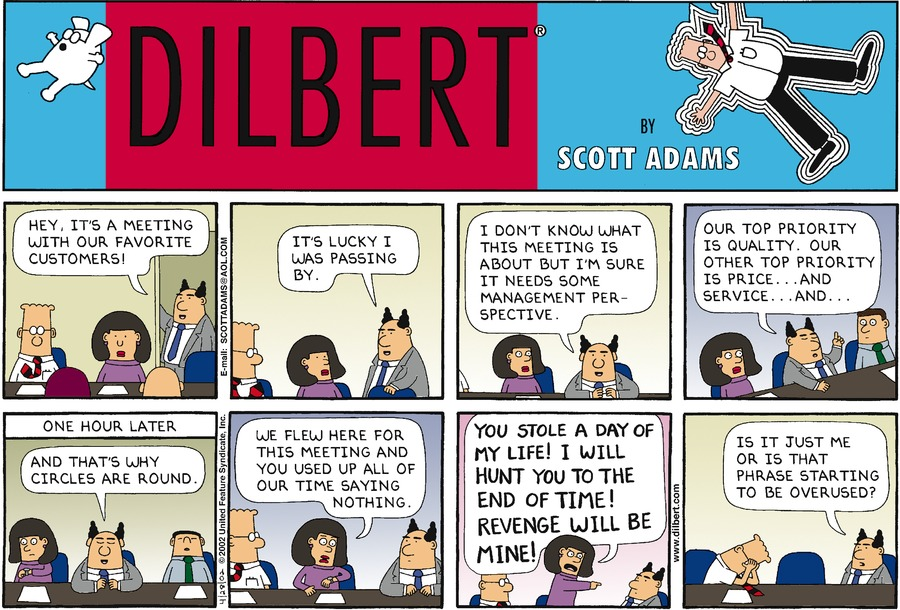 DILBERT®
BY
SCOTT ADAMS
HEY, IT'S A MEETING
WITH OUR FAVORITE
CUSTOMERS!
E-mail: SCOTTADAMS@AOL.COM
IT'S LUCKY I
WAS PASSING
BY.
I DON'T KNOW WHAT
THIS MEETING IS
ABOUT BUT I'M SURE
IT NEEDS SOME
MANAGEMENT PER-
SPECTIVE.
OUR TOP PRIORITY
IS QUALITY. OUR
OTHER TOP PRIORITY
IS PRICE...AND
SERVICE...AND...
ONE HOUR LATER
AND THAT'S WHY
CIRCLES ARE ROUND.
4/29/02 © 2002 United Feature Syndicate, Inc.
WE FLEW HERE FOR
THIS MEETING AND
YOU USED UP ALL OF
OUR TIME SAYING
NOTHING.
YOU STOLE A DAY OF
MY LIFE! I WILL
HUNT YOU TO THE
END OF TIME!
REVENGE WILL BE
MINE!
www.dilbert.com
IS IT JUST ME
OR IS THAT
PHRASE STARTING
TO BE OVERUSED?